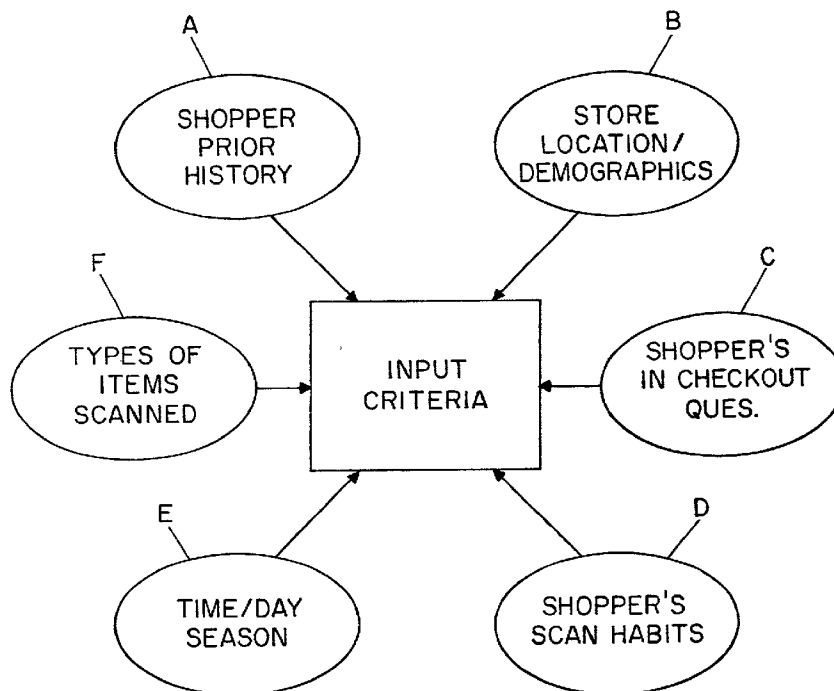 A
SHOPPER
PRIOR
HISTORY
B
STORE
LOCATION/
DEMOGRAPHICS
F
TYPES OF
ITEMS
SCANNED
INPUT
CRITERIA
C
SHOPPER'S
IN CHECKOUT
QUES.
E
TIME/DAY
SEASON
D
SHOPPER'S
SCAN HABITS